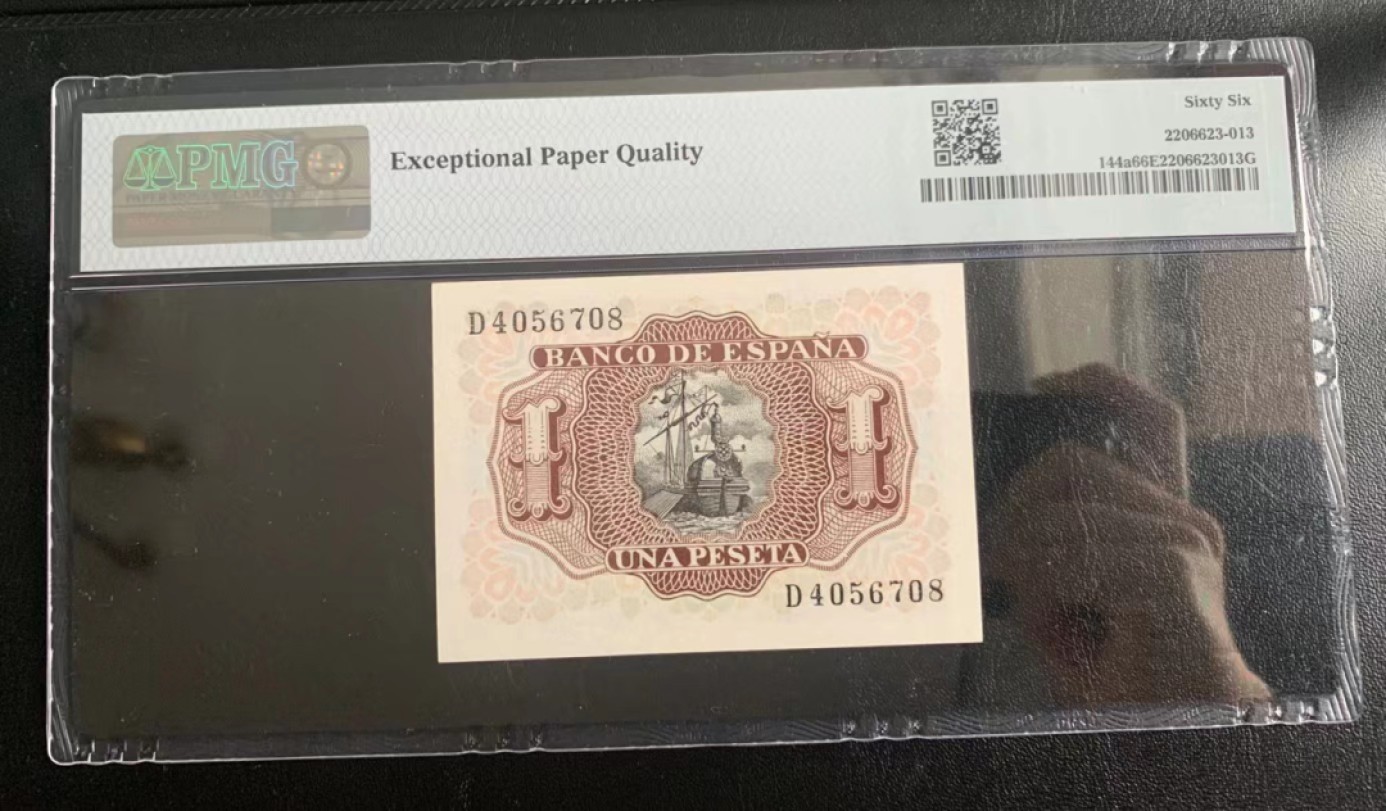 PMG
Exceptional Paper Quality
Sixty Six
2206623-013
144a66E2206623013G
D4056708
BANCO DE ESPAÑA
1 1
UNA PESETA
D4056708